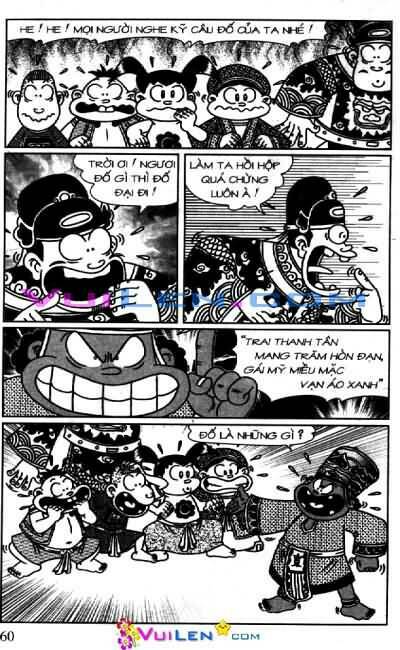 HE! HE! MỌI NGƯỜI NGHE KỸ CÂU ĐỐ CỦA TA NHÉ!
TRỜI ƠI! NGƯƠI
ĐỐ GÌ THÌ ĐỐ
ĐẠI ĐI!
LÀM TA HỒI HỘP
QUÁ CHỪNG
LUÔN À!
VUILEN.COM
"TRAI THANH TÂN
MANG TRĂM HÒN ĐẠN,
GÁI MỸ MIỀU MẶC
VẠN ÁO XANH"
ĐỐ LÀ NHỮNG GÌ?
60
VUILEN.COM